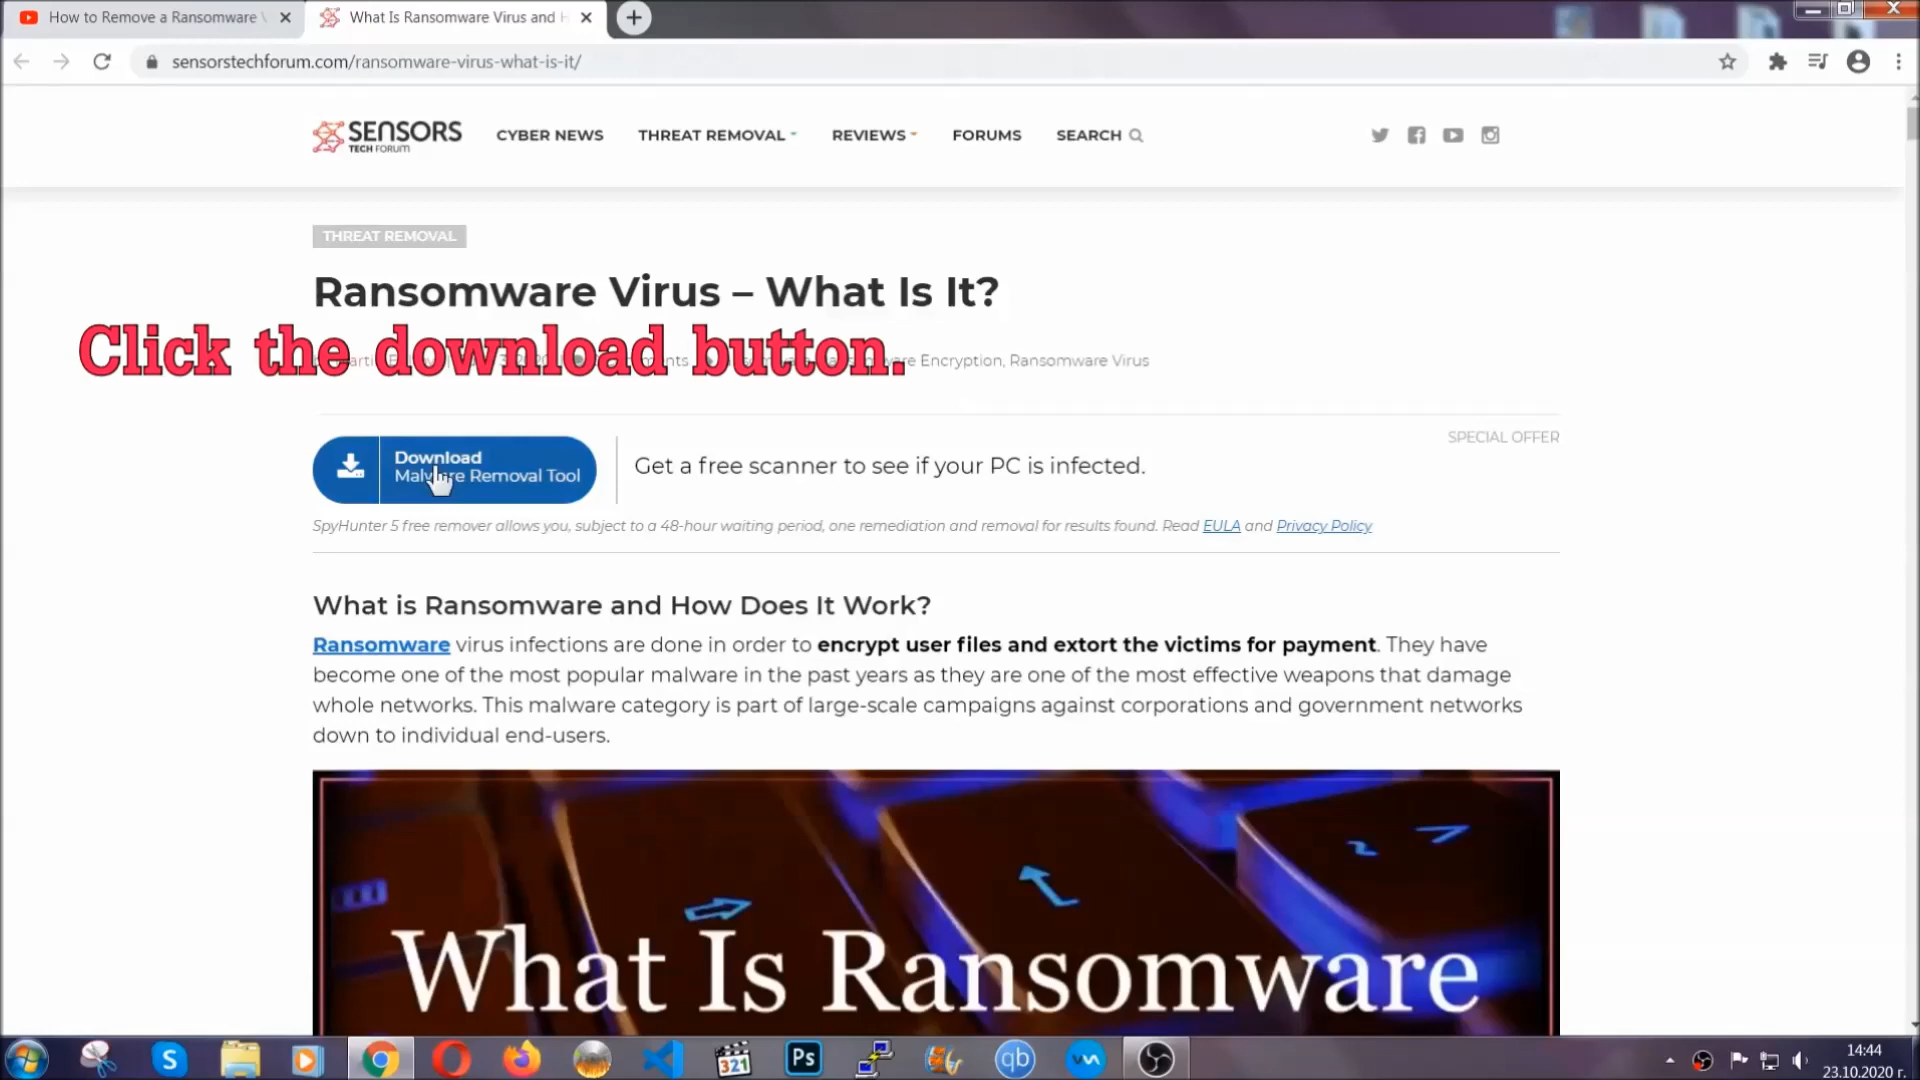 How to Remove a Ransomware
What Is Ransomware Virus and
sensorstechforum.com/ransomware-virus-what-is-it/
SENSORS
TECH FORUM
CYBER NEWS THREAT REMOVAL REVIEWS FORUMS SEARCH
THREAT REMOVAL
Ransomware Virus – What Is It?
Click the download button.
Encryption, Ransomware Virus
SPECIAL OFFER
Download
Malware Removal Tool
Get a free scanner to see if your PC is infected.
SpyHunter 5 free remover allows you, subject to a 48-hour waiting period, one remediation and removal for results found. Read EULA and Privacy Policy
What is Ransomware and How Does It Work?
Ransomware virus infections are done in order to encrypt user files and extort the victims for payment. They have
become one of the most popular malware in the past years as they are one of the most effective weapons that damage
whole networks. This malware category is part of large-scale campaigns against corporations and government networks
down to individual end-users.
What Is Ransomware
S
321
Ps
qb
14:44
23.10.2020 г.